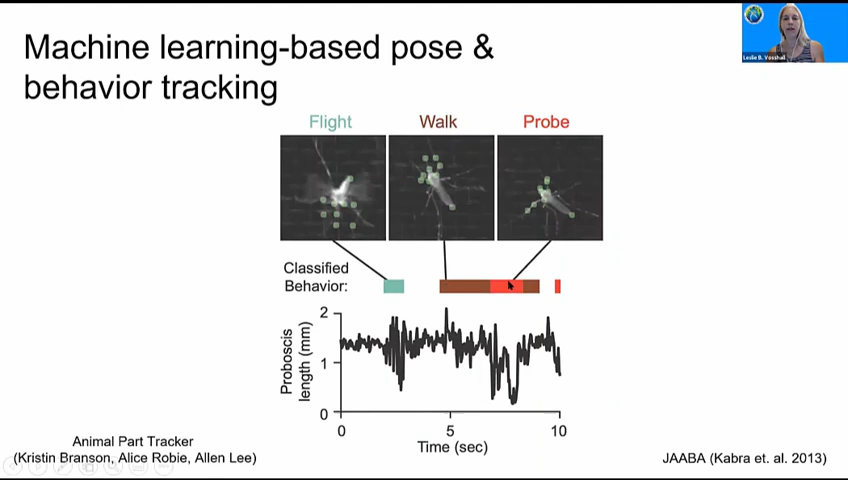 Machine learning-based pose &
behavior tracking
Leslie B. Vosshall
Flight
Walk
Probe
Classified
Behavior:
Proboscis
length (mm)
2
1
0
0
5
10
Time (sec)
Animal Part Tracker
(Kristin Branson, Alice Robie, Allen Lee)
JAABA (Kabra et. al. 2013)